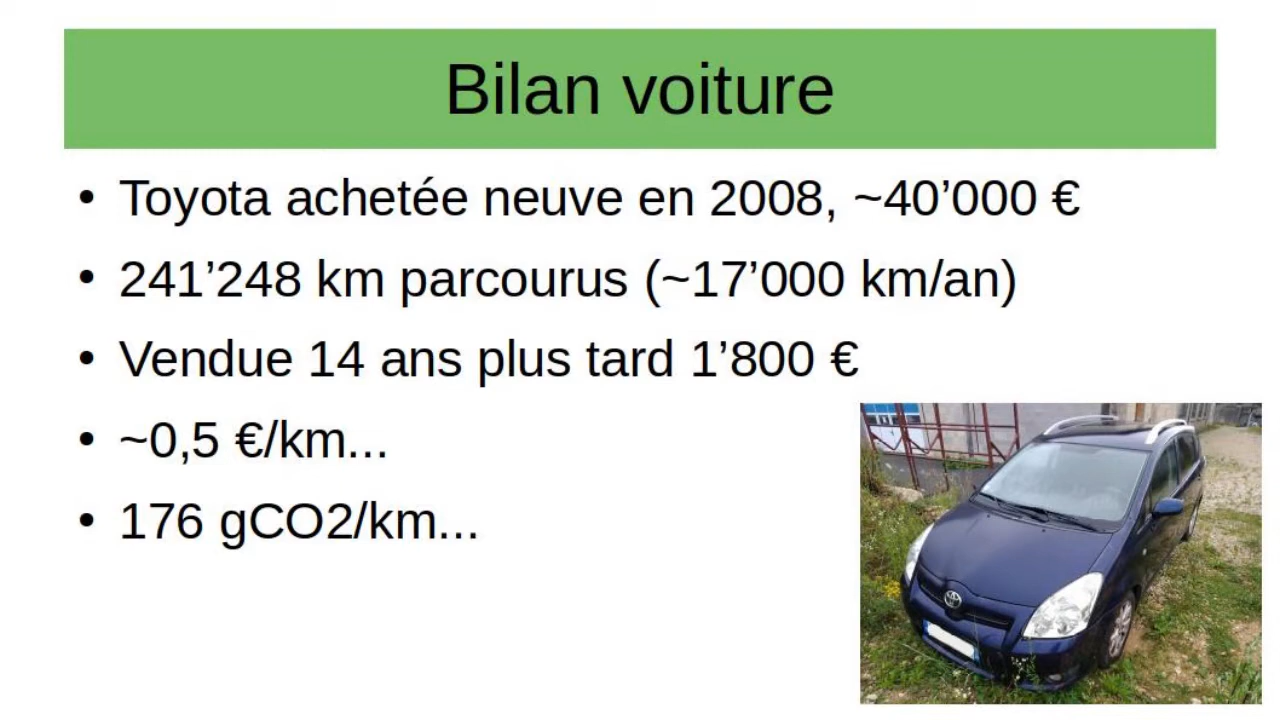 Bilan voiture
• Toyota achetée neuve en 2008, ~40’000 €
• 241’248 km parcourus (~17’000 km/an)
• Vendue 14 ans plus tard 1’800 €
• ~0,5 €/km...
• 176 gCO2/km...